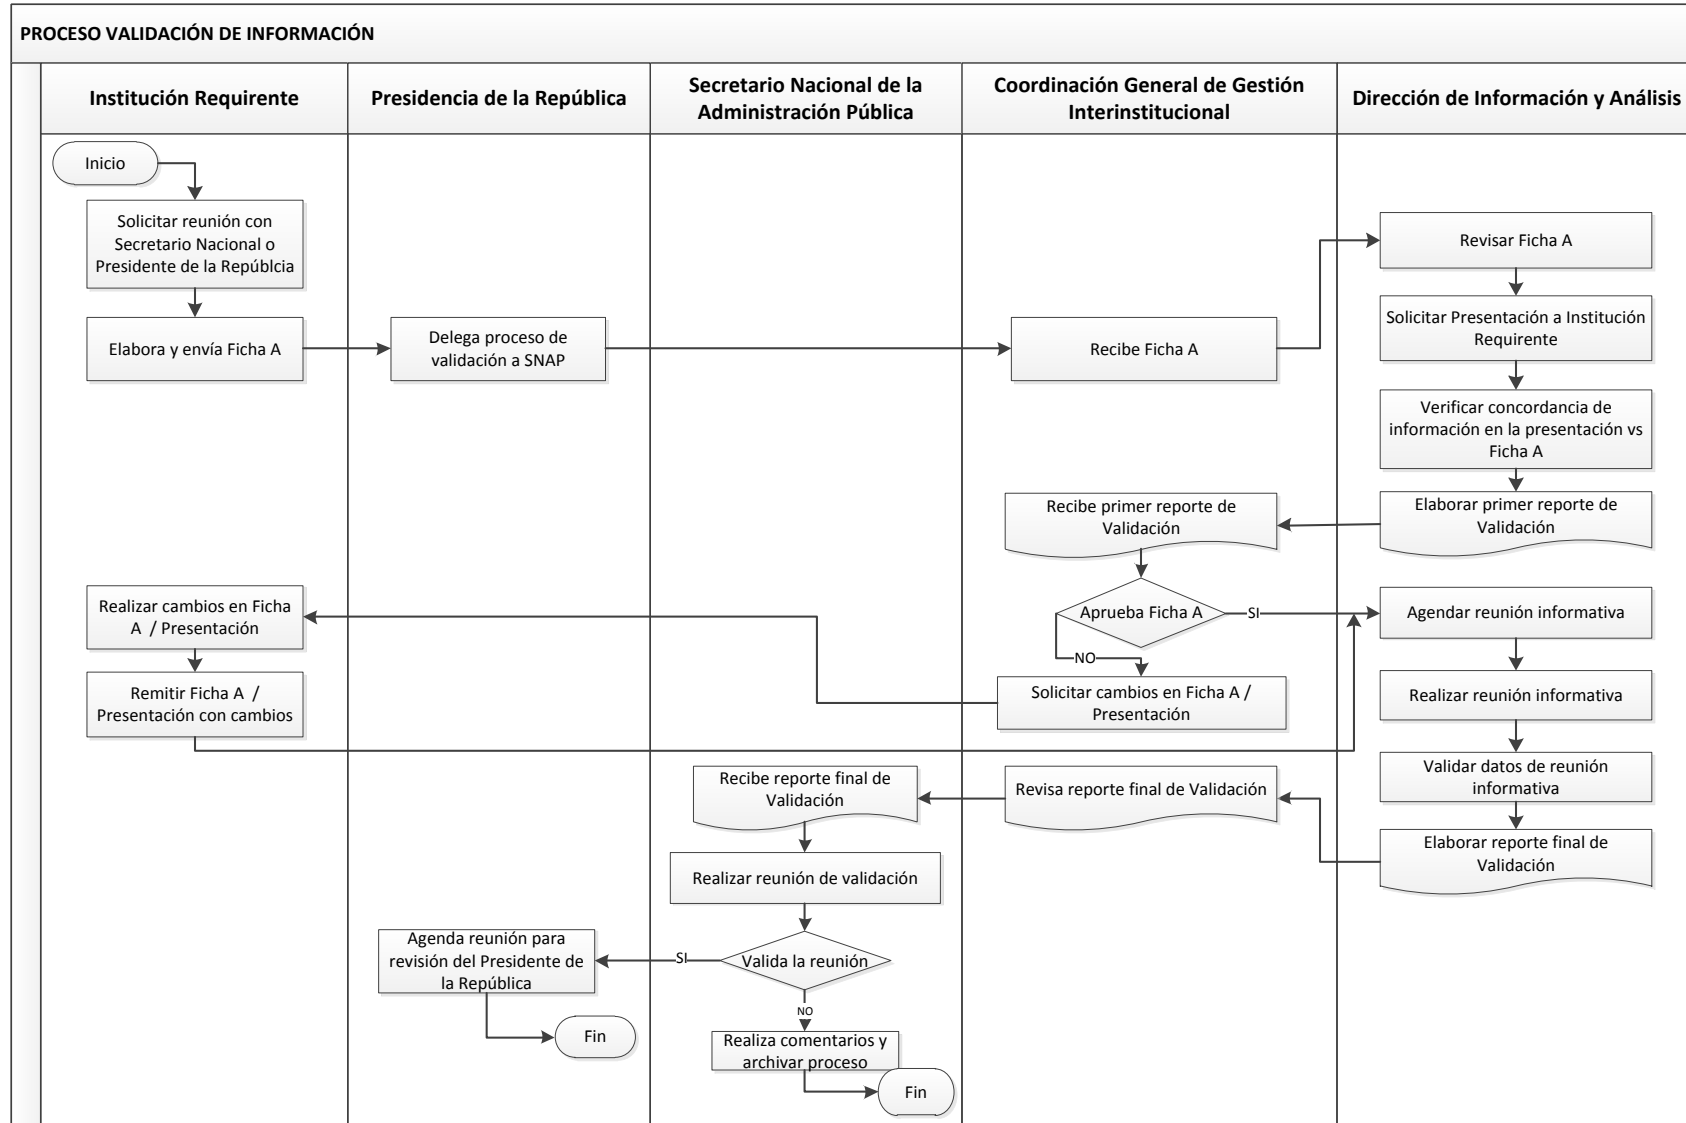 PROCESO VALIDACIÓN DE INFORMACIÓN
Institución Requirente
Presidencia de la República
Secretario Nacional de la
Administración Pública
Coordinación General de Gestión
Interinstitucional
Dirección de Información y Análisis
Inicio
Solicitar reunión con
Secretario Nacional o
Presidente de la Repúblcia
Elabora y envía Ficha A
Delega proceso de
validación a SNAP
Recibe Ficha A
Revisar Ficha A
Solicitar Presentación a Institución
Requirente
Verificar concordancia de
información en la presentación vs
Ficha A
Elaborar primer reporte de
Validación
Recibe primer reporte de
Validación
Aprueba Ficha A
SI
NO
Agendar reunión informativa
Solicitar cambios en Ficha A /
Presentación
Realizar cambios en Ficha
A / Presentación
Remitir Ficha A /
Presentación con cambios
Realizar reunión informativa
Validar datos de reunión
informativa
Elaborar reporte final de
Validación
Revisa reporte final de Validación
Recibe reporte final de
Validación
Realizar reunión de validación
Valida la reunión
SI
NO
Agenda reunión para
revisión del Presidente de
la República
Fin
Realiza comentarios y
archivar proceso
Fin